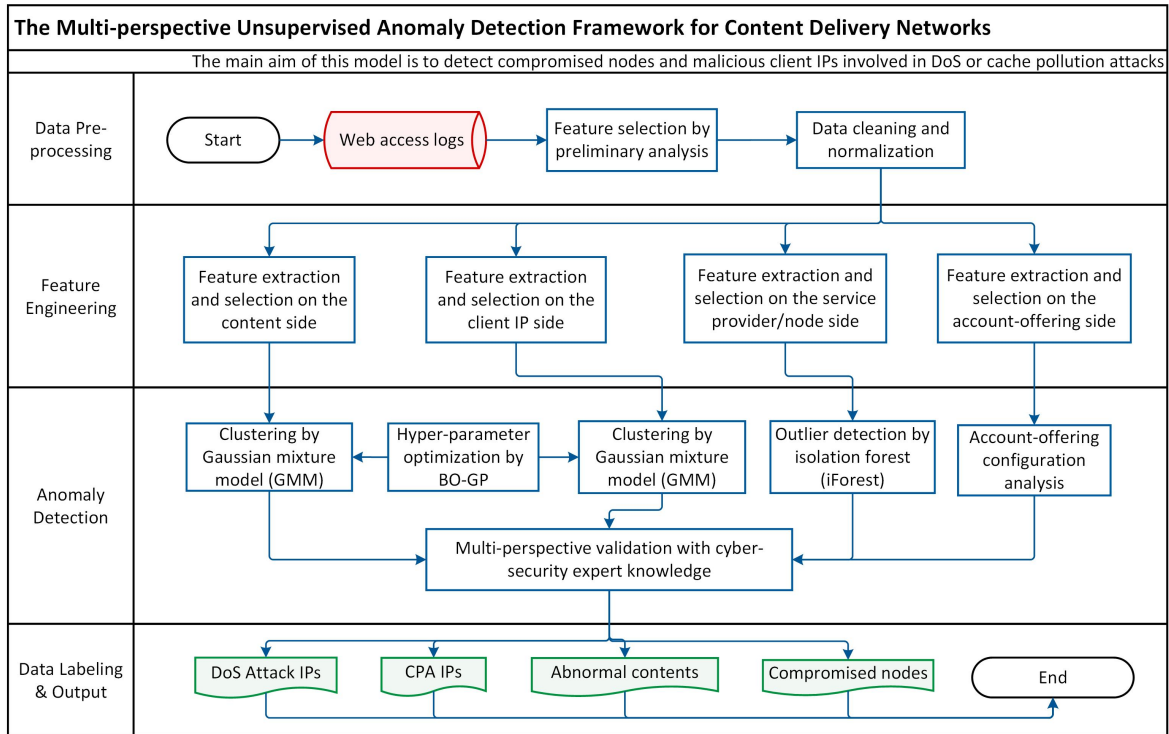 The Multi-perspective Unsupervised Anomaly Detection Framework for Content Delivery Networks
The main aim of this model is to detect compromised nodes and malicious client IPs involved in DoS or cache pollution attacks
Data Pre-
processing
Start
Web access logs
Feature selection by
preliminary analysis
Data cleaning and
normalization
Feature
Engineering
Feature extraction
and selection on the
content side
Feature extraction
and selection on the
client IP side
Feature extraction and
selection on the service
provider/node side
Feature extraction and
selection on the
account-offering side
Anomaly
Detection
Clustering by
Gaussian mixture
model (GMM)
Hyper-parameter
optimization by
BO-GP
Clustering by
Gaussian mixture
model (GMM)
Outlier detection by
isolation forest
(iForest)
Account-offering
configuration
analysis
Multi-perspective validation with cyber-
security expert knowledge
Data Labeling
& Output
DoS Attack IPs
CPA IPs
Abnormal contents
Compromised nodes
End